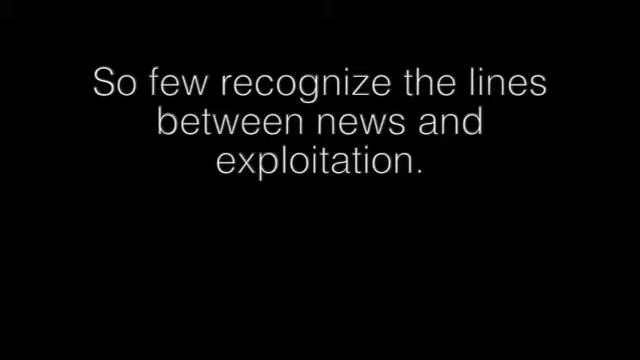 So few recognize the lines
between news and
exploitation.